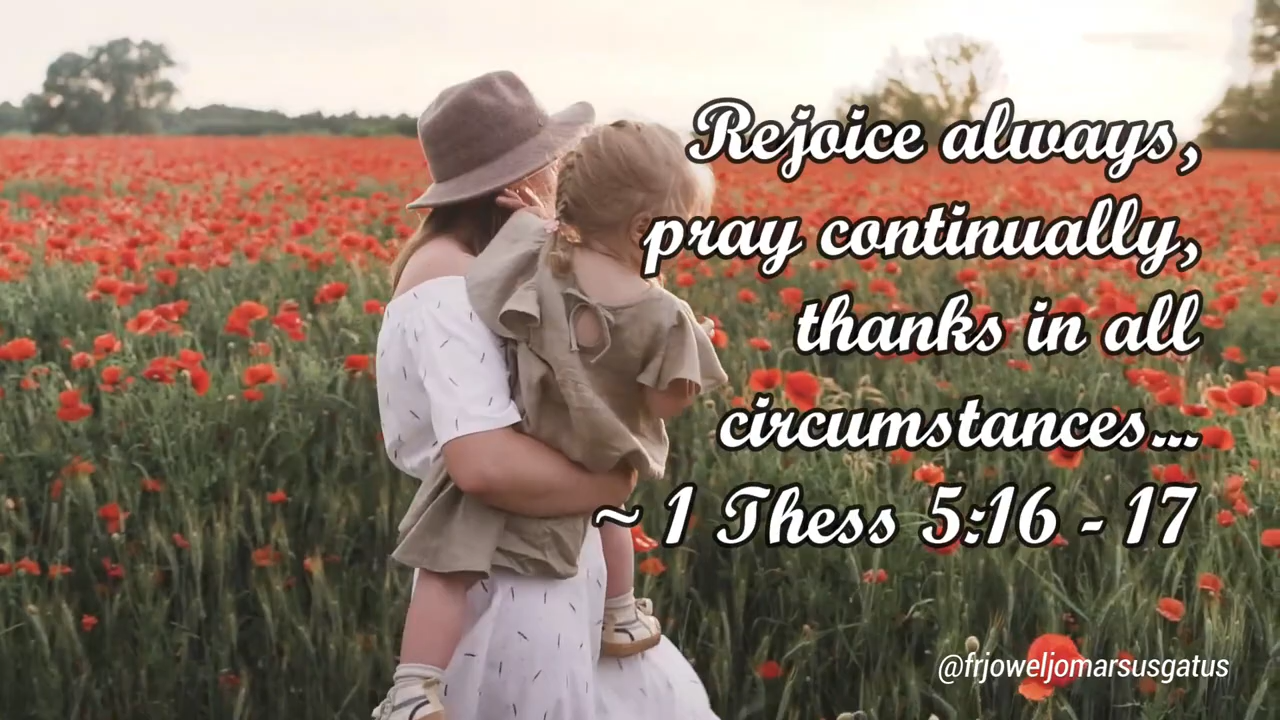 Rejoice always,
pray continually,
thanks in all
circumstances...
~ 1 Thess 5:16 - 17
@frjoweljomarsusgatus